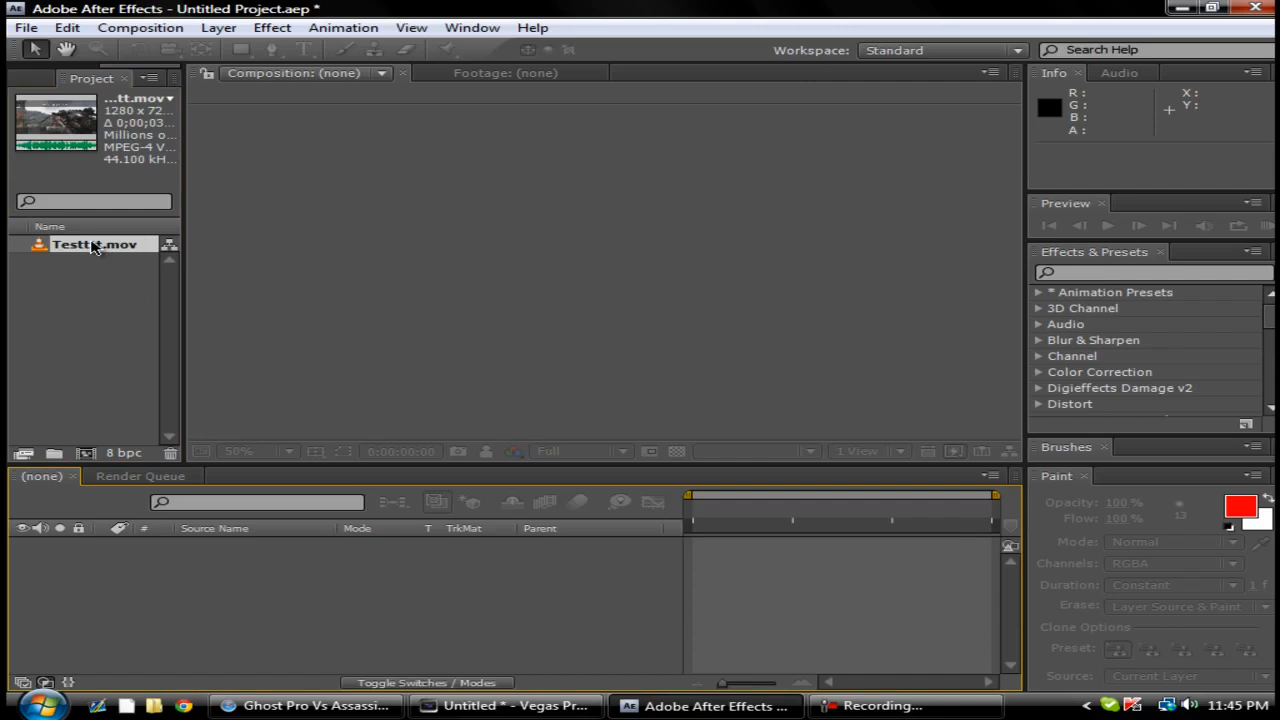 Adobe After Effects - Untitled Project.aep *
File Edit Composition Layer Effect Animation View Window Help
Workspace: Standard Search Help
Project
Composition: (none) Footage: (none)
Info Audio
...tt.mov
1280 x 72...
Δ 0;00;03...
Millions o...
MPEG-4 V...
44.100 kH...
R :
G :
B :
A :
X :
Y :
Preview
Name
Effects & Presets
* Animation Presets
3D Channel
Audio
Blur & Sharpen
Channel
Color Correction
Digieffects Damage v2
Distort
8 bpc
50% 0:00:00:00 Full 1 View
Brushes
(none) Render Queue
Paint
# Source Name Mode T TrkMat Parent
Opacity: 100 %
Flow: 100 %
13
Mode: Normal
Channels: RGBA
Duration: Constant 1 f
Erase: Layer Source & Paint
Clone Options
Preset:
Source: Current Layer
Toggle Switches / Modes
Ghost Pro Vs Assassi... Untitled * - Vegas Pr... Adobe After Effects ... Recording... 11:45 PM